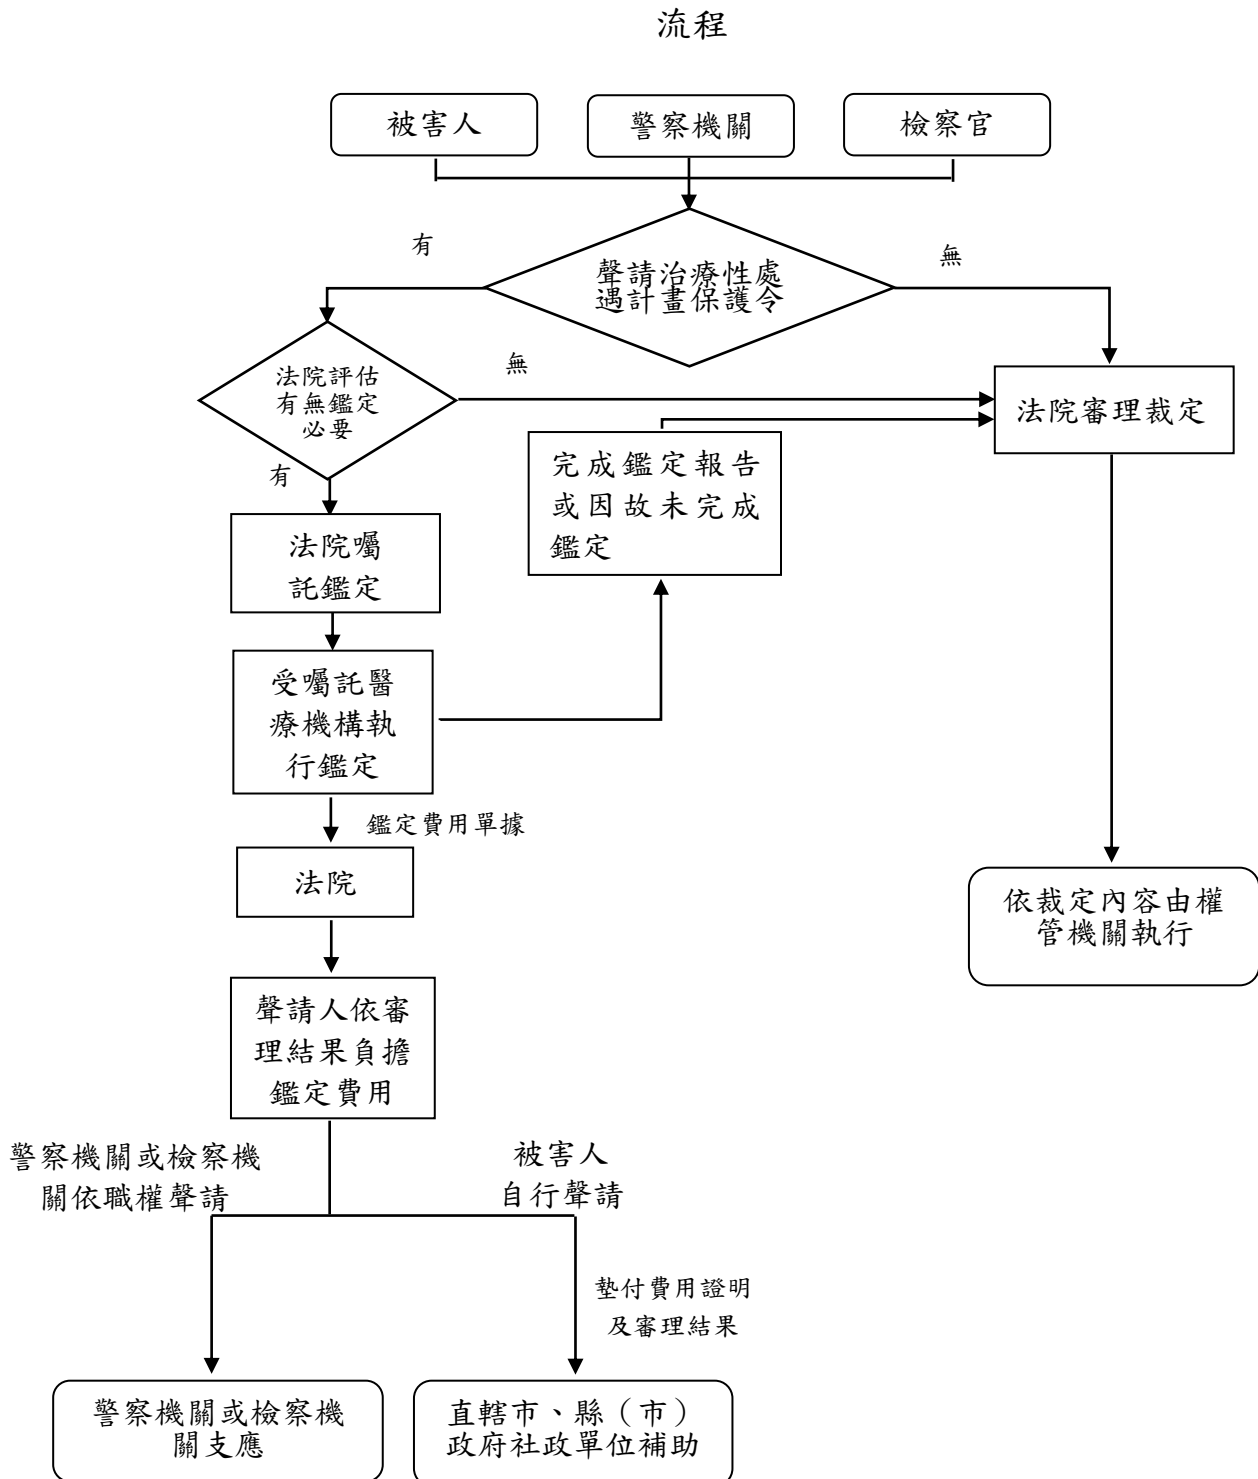 流程
被害人
警察機關
檢察官
有
聲請治療性處
遇計畫保護令
無
法院評估
有無鑑定
必要
無
法院審理裁定
有
完成鑑定報告
或因故未完成
鑑定
法院囑
託鑑定
受囑託醫
療機構執
行鑑定
鑑定費用單據
法院
依裁定內容由權
管機關執行
聲請人依審
理結果負擔
鑑定費用
警察機關或檢察機
關依職權聲請
被害人
自行聲請
墊付費用證明
及審理結果
警察機關或檢察機
關支應
直轄市、縣（市）
政府社政單位補助